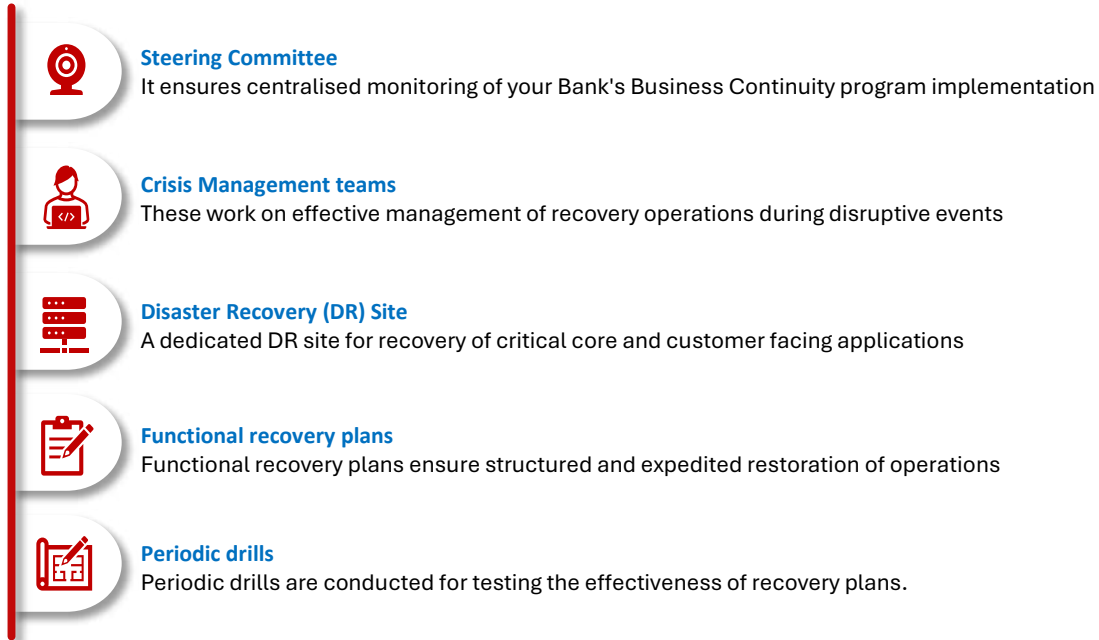 Steering Committee
It ensures centralised monitoring of your Bank's Business Continuity program implementation
Crisis Management teams
These work on effective management of recovery operations during disruptive events
Disaster Recovery (DR) Site
A dedicated DR site for recovery of critical core and customer facing applications
Functional recovery plans
Functional recovery plans ensure structured and expedited restoration of operations
Periodic drills
Periodic drills are conducted for testing the effectiveness of recovery plans.